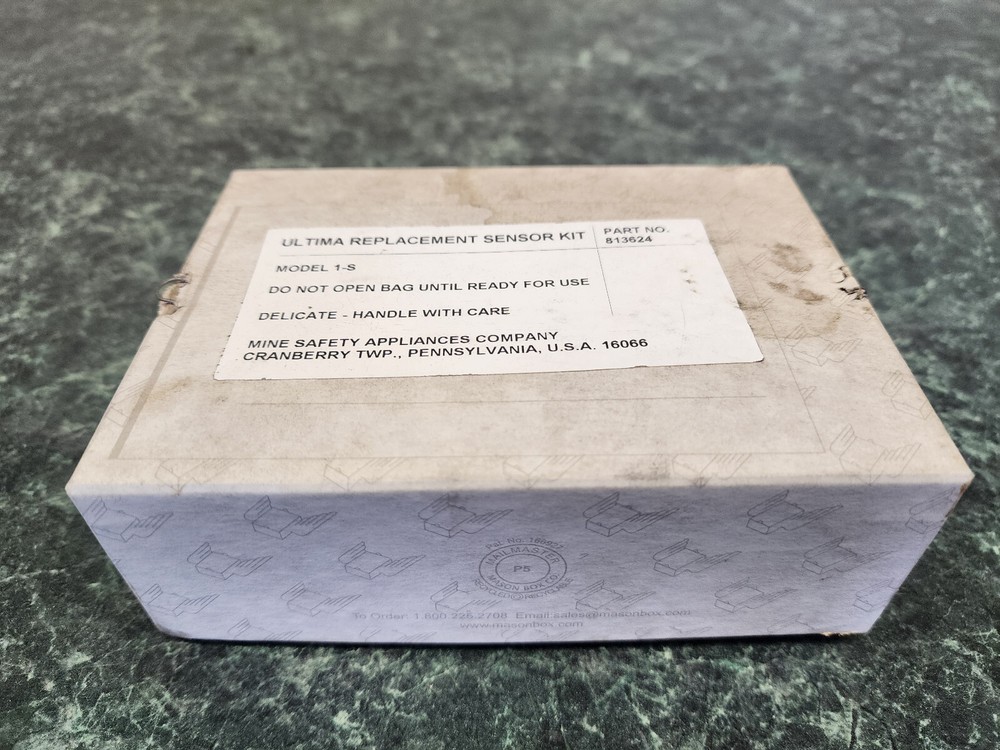 ULTIMA REPLACEMENT SENSOR KIT
PART NO.
813624
MODEL 1-S
DO NOT OPEN BAG UNTIL READY FOR USE
DELICATE - HANDLE WITH CARE
MINE SAFETY APPLIANCES COMPANY
CRANBERRY TWP., PENNSYLVANIA, U.S.A. 16066
Pat. No.
MAILMASTER
P5
MASON BOX CO
To Order: 1.800.225.2708 Email:sales@masonbox.com
www.masonbox.com